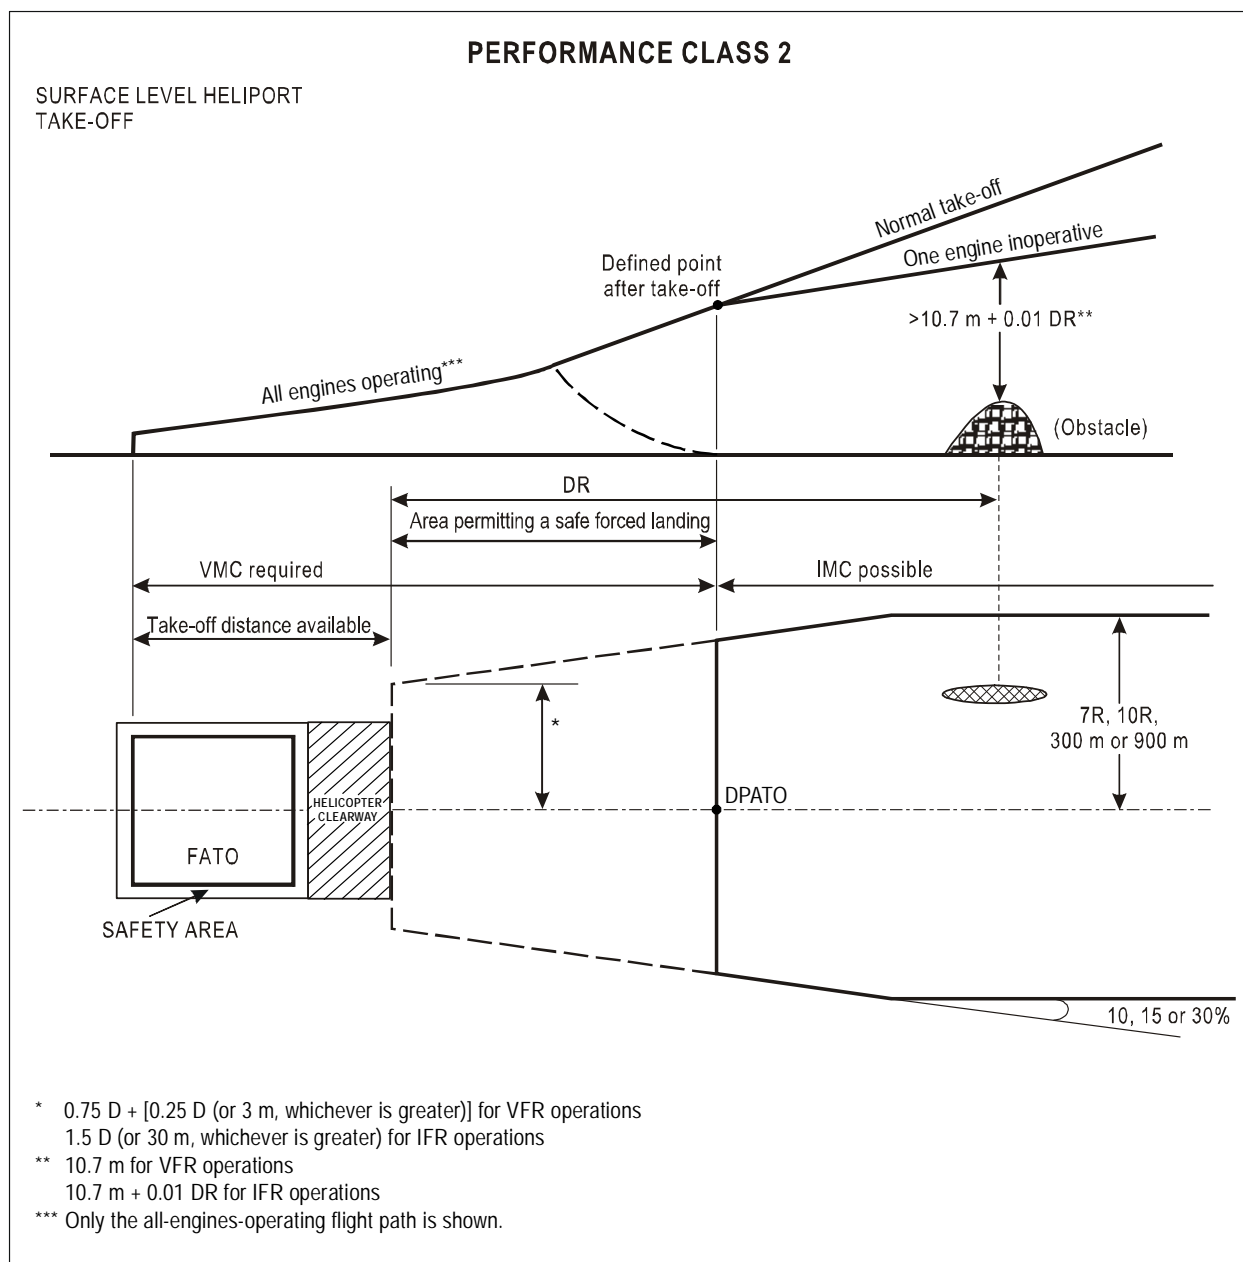 PERFORMANCE CLASS 2
SURFACE LEVEL HELIPORT
TAKE-OFF
Normal take-off
One engine inoperative
Defined point
after take-off
>10.7 m + 0.01 DR**
All engines operating***
(Obstacle)
DR
Area permitting a safe forced landing
VMC required
IMC possible
Take-off distance available
*
7R, 10R,
300 m or 900 m
DPATO
HELICOPTER
CLEARWAY
FATO
SAFETY AREA
10, 15 or 30%
* 0.75 D + [0.25 D (or 3 m, whichever is greater)] for VFR operations
1.5 D (or 30 m, whichever is greater) for IFR operations
** 10.7 m for VFR operations
10.7 m + 0.01 DR for IFR operations
*** Only the all-engines-operating flight path is shown.